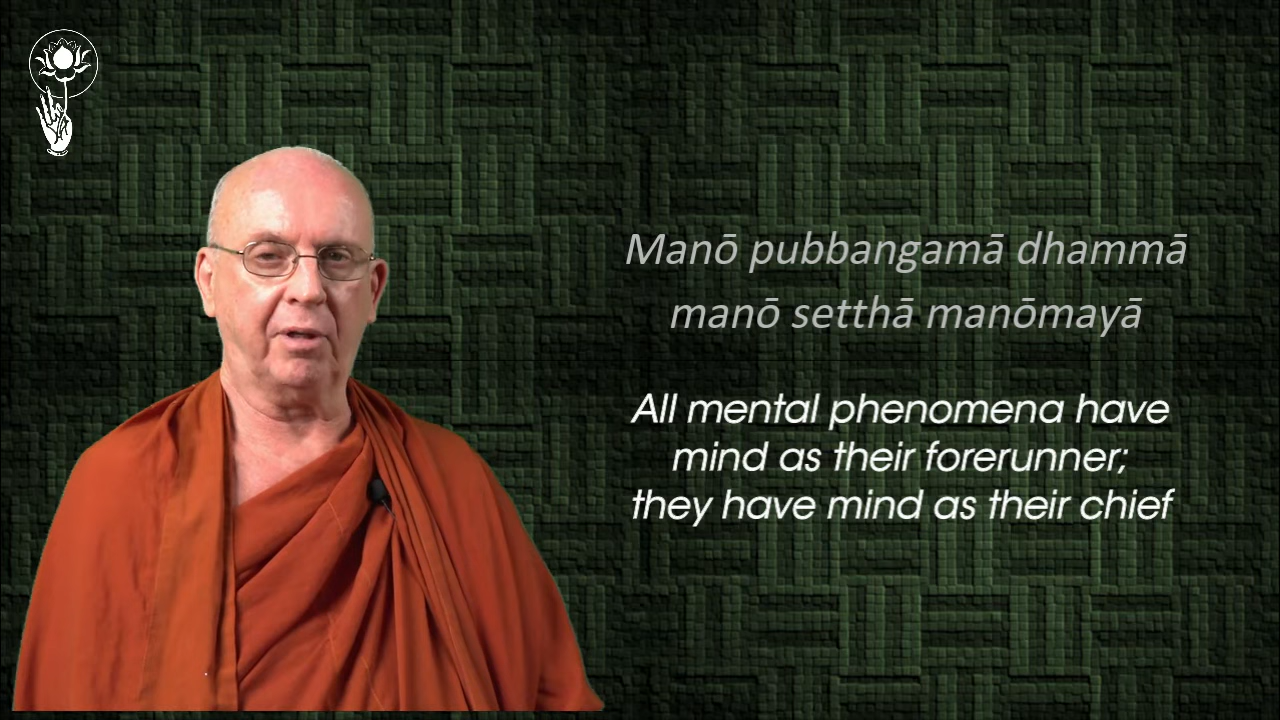 Manō pubbangamā dhammā
manō setthā manōmayā
All mental phenomena have
mind as their forerunner;
they have mind as their chief